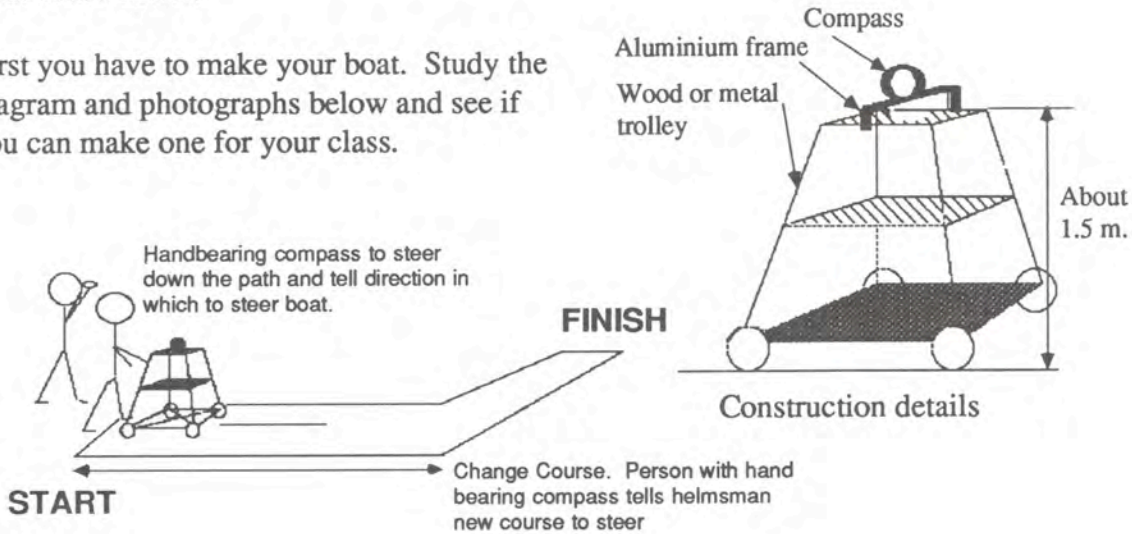 rst you have to make your boat. Study the
agram and photographs below and see if
ou can make one for your class.
Compass
Aluminium frame
Wood or metal
trolley
About
1.5 m.
Construction details
Handbearing compass to steer
down the path and tell direction in
which to steer boat.
FINISH
START
Change Course. Person with hand
bearing compass tells helmsman
new course to steer